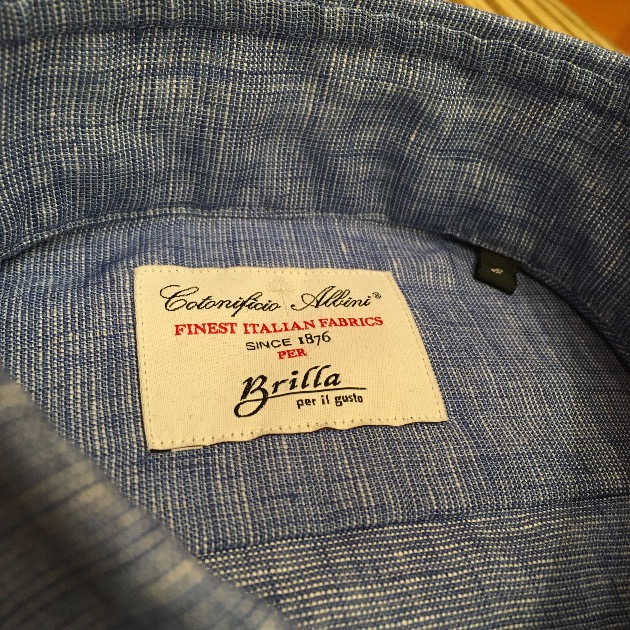 Cotonificio Albini®
FINEST ITALIAN FABRICS
SINCE 1876
PER
Brilla
per il gusto